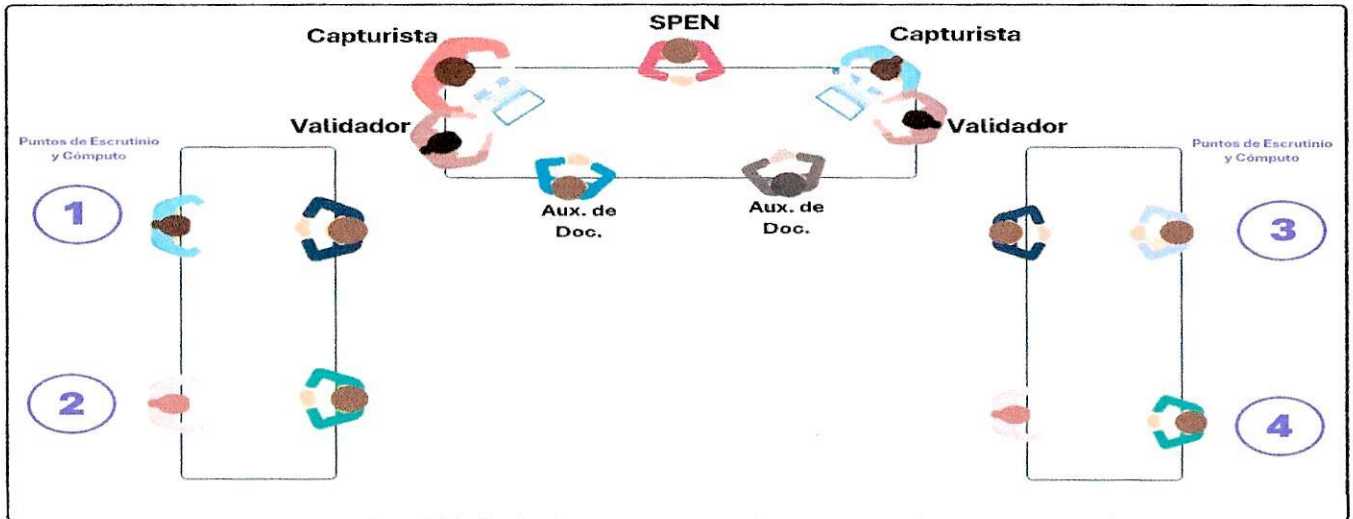 SPEN
Capturista
Capturista
Validador
Validador
Puntos de Escrutinio
y Cómputo
Puntos de Escrutinio
y Cómputo
1
Aux. de
Doc.
Aux. de
Doc.
3
2
4